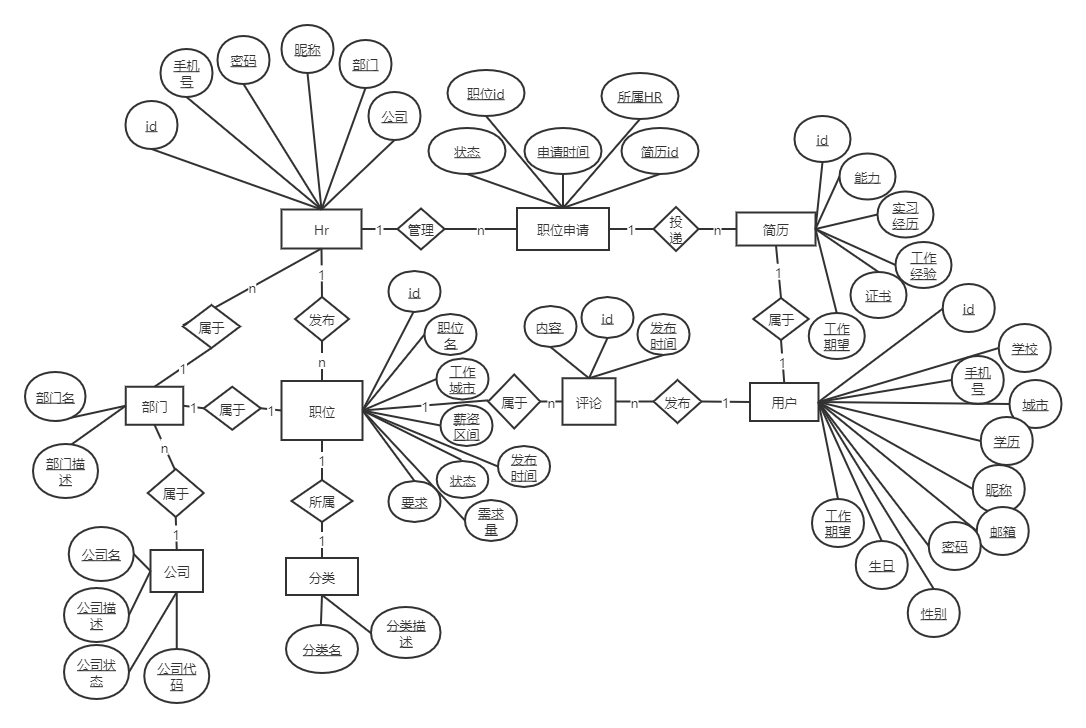 手机
号
密码
昵称
部门
公司
id
职位id
所属HR
状态
申请时间
简历id
id
能力
实习
经历
工作
经验
证书
工作
期望
Hr
1
管理
n
职位申请
1
投
递
n
简历
n
属于
1
1
发布
n
1
属于
1
id
职位
名
工作
城市
薪资
区间
发布
时间
状态
需求
量
要求
内容
id
发布
时间
id
学校
手机
号
城市
学历
昵称
邮箱
密码
性别
生日
工作
期望
部门名
部门描
述
部门
1
属于
1
职位
1
属于
n
评论
n
发布
1
用户
n
属于
1
公司
公司名
公司描
述
公司状
态
公司代
码
1
所属
1
分类
分类名
分类描
述